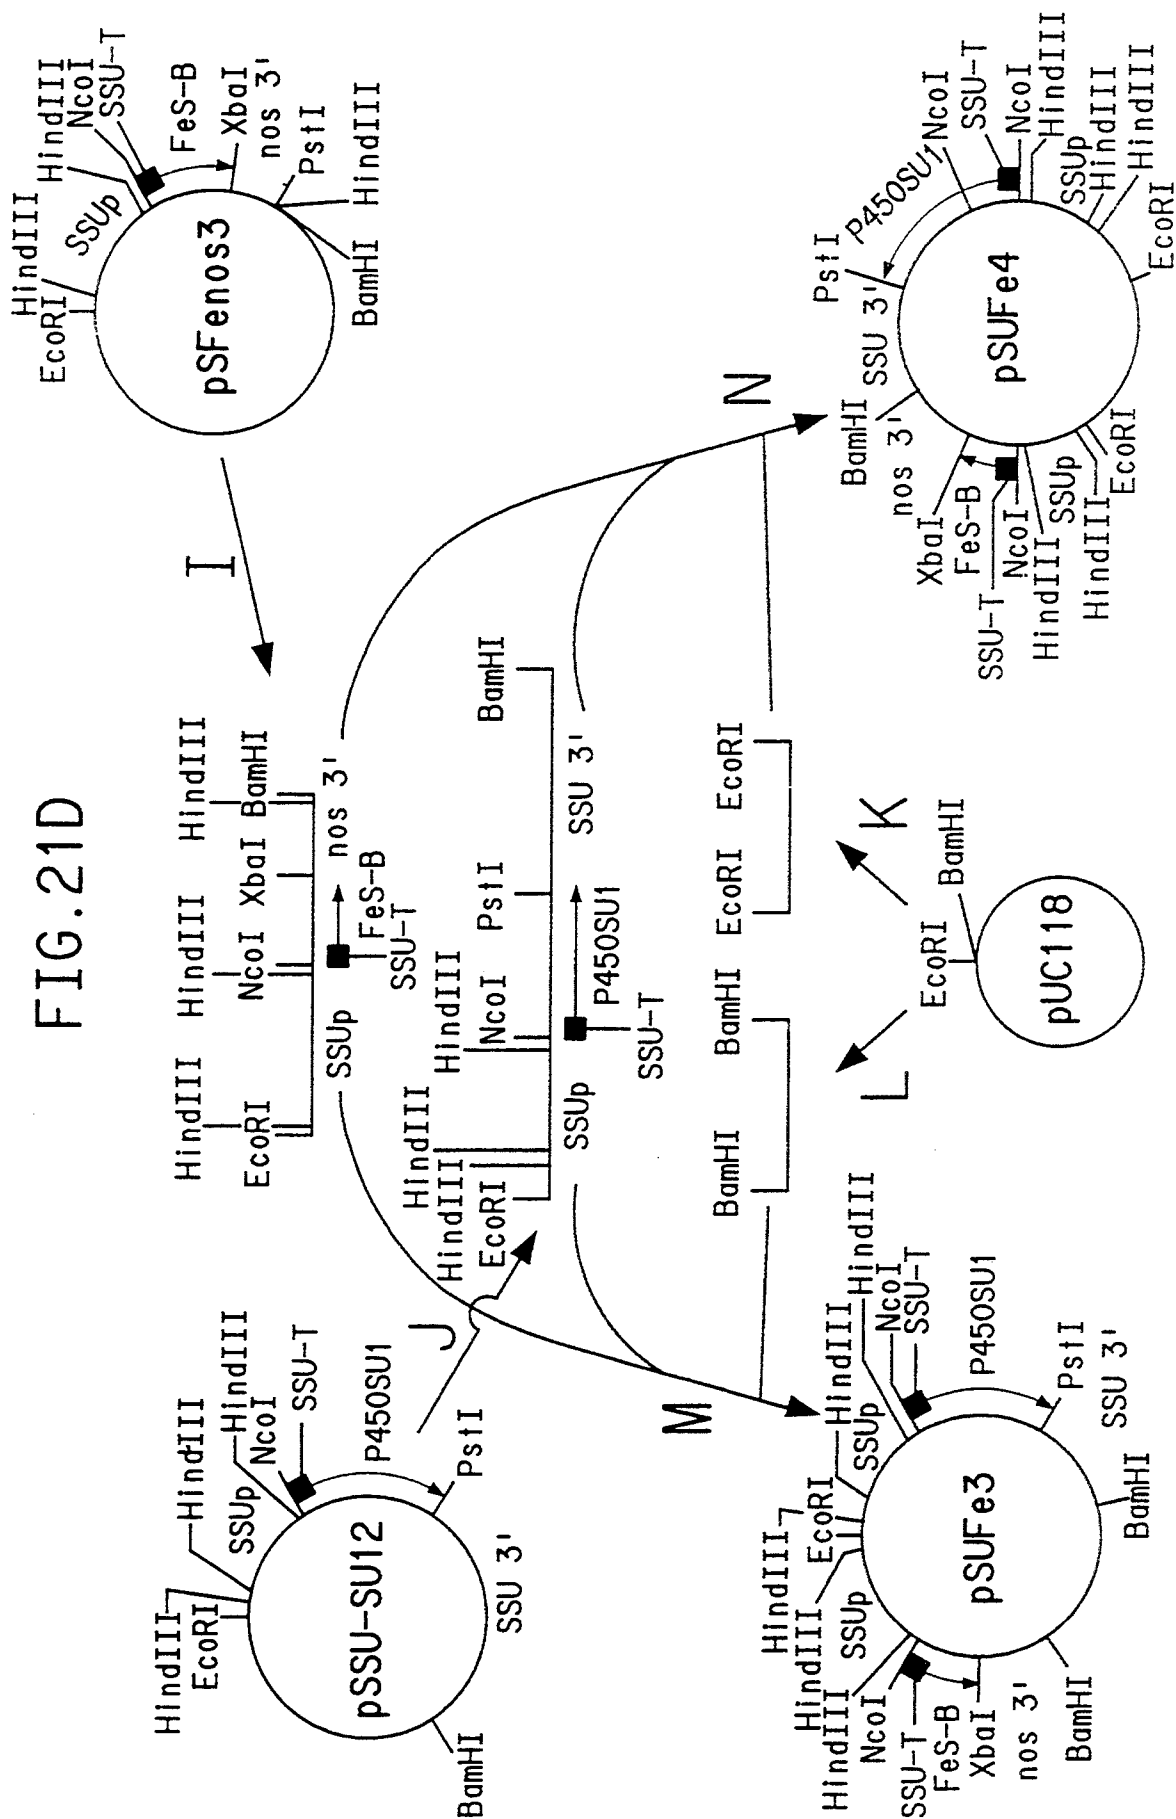 FIG.21D
HindIII
EcoRI
HindIII
SSUp
HindIII
NcoI
SSU-T
P450SU1
PstI
SSU 3'
BamHI
pSSU-SU12
J
HindIII
EcoRI
HindIII
NcoI
HindIII
XbaI
BamHI
SSUp
SSU-T
FeS-B
nos 3'
I
EcoRI
HindIII
SSUp
HindIII
NcoI
SSU-T
FeS-B
XbaI
nos 3'
PstI
HindIII
BamHI
pSFenos3
HindIII
HindIII
EcoRI
HindIII
NcoI
PstI
BamHI
SSUp
SSU-T
P450SU1
SSU 3'
M
N
BamHI
BamHI
EcoRI
EcoRI
L
K
EcoRI
BamHI
pUC118
HindIII
EcoRI
HindIII
SSUp
HindIII
NcoI
SSU-T
P450SU1
PstI
SSU 3'
BamHI
HindIII
SSUp
HindIII
NcoI
SSU-T
FeS-B
XbaI
nos 3'
BamHI
pSUFe3
BamHI
SSU 3'
PstI
P450SU1
NcoI
SSU-T
NcoI
HindIII
SSUp
HindIII
HindIII
EcoRI
nos 3'
XbaI
FeS-B
SSU-T
NcoI
HindIII
SSUp
HindIII
EcoRI
pSUFe4